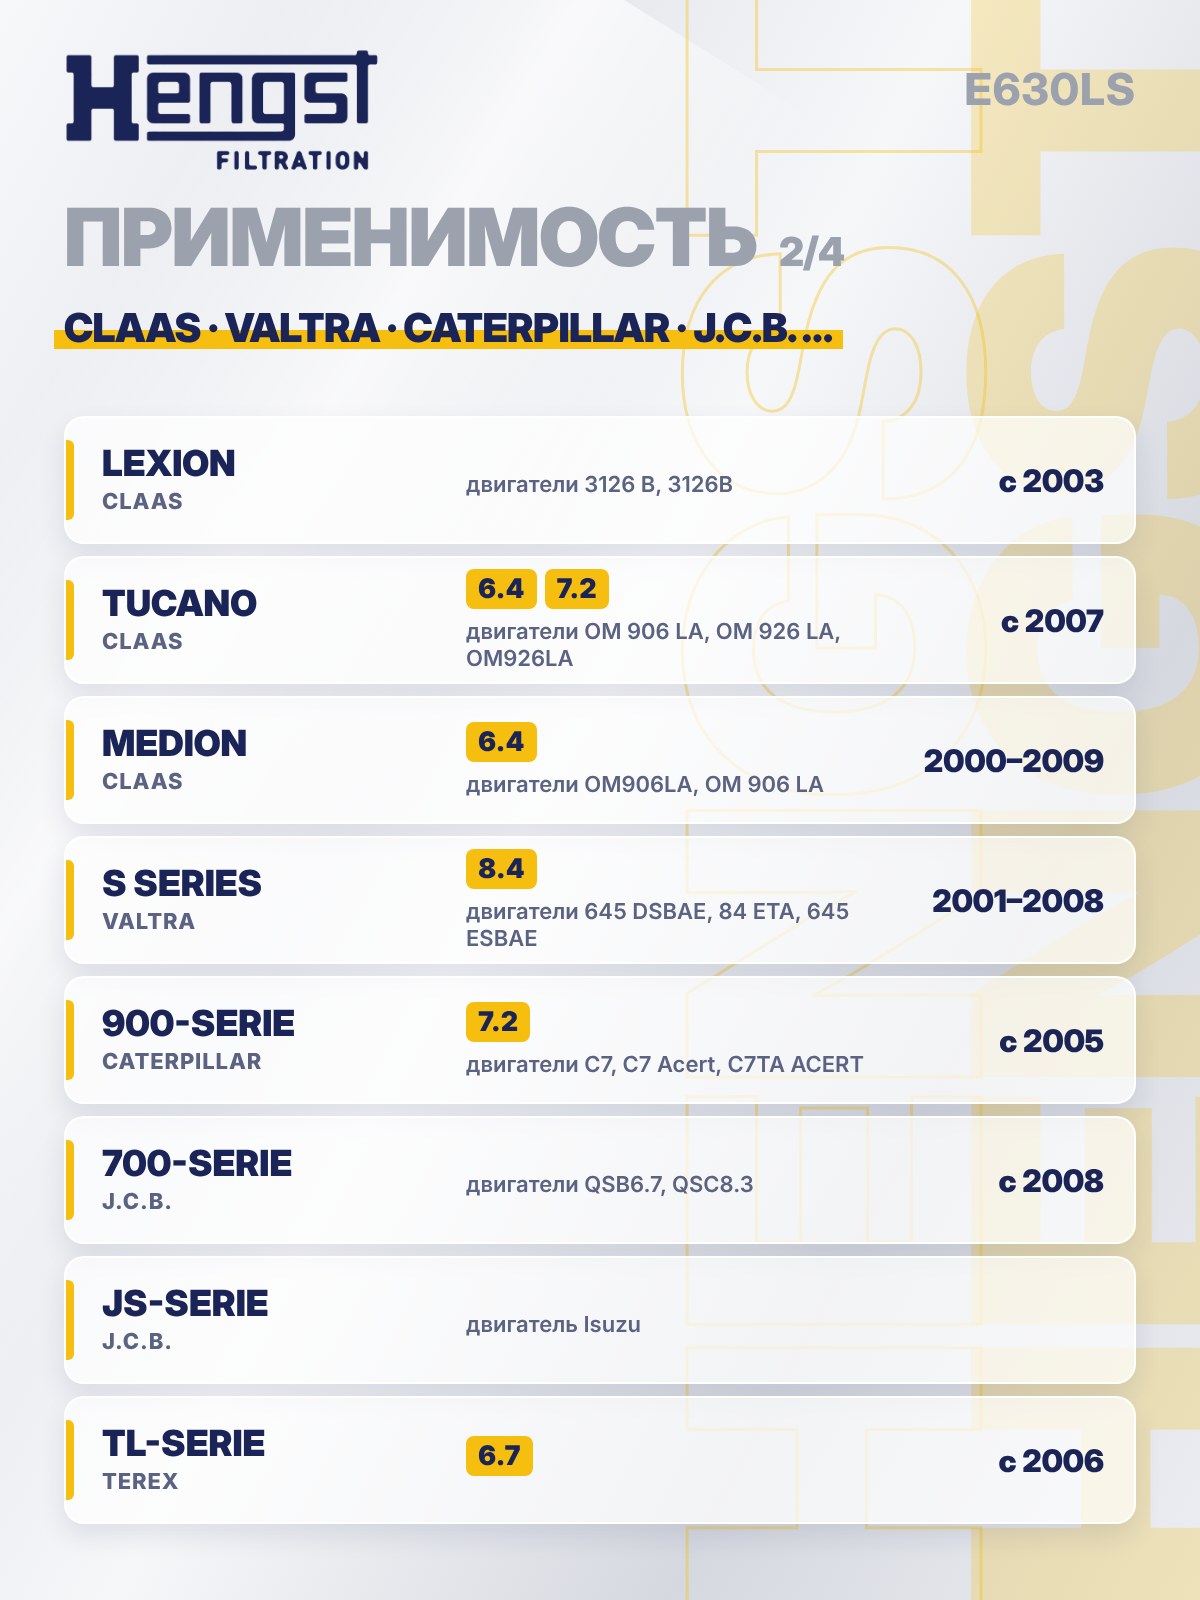 Hengst
FILTRATION
E630LS
ПРИМЕНИМОСТЬ 2/4
CLAAS · VALTRA · CATERPILLAR · J.C.B. ...
LEXION
CLAAS
двигатели 3126 B, 3126B
с 2003
TUCANO
CLAAS
6.4 7.2
двигатели OM 906 LA, OM 926 LA,
OM926LA
с 2007
MEDION
CLAAS
6.4
двигатели OM906LA, OM 906 LA
2000–2009
S SERIES
VALTRA
8.4
двигатели 645 DSBAE, 84 ETA, 645
ESBAE
2001–2008
900-SERIE
CATERPILLAR
7.2
двигатели C7, C7 Acert, C7TA ACERT
с 2005
700-SERIE
J.C.B.
двигатели QSB6.7, QSC8.3
с 2008
JS-SERIE
J.C.B.
двигатель Isuzu
TL-SERIE
TEREX
6.7
с 2006
HENGST
HENGST